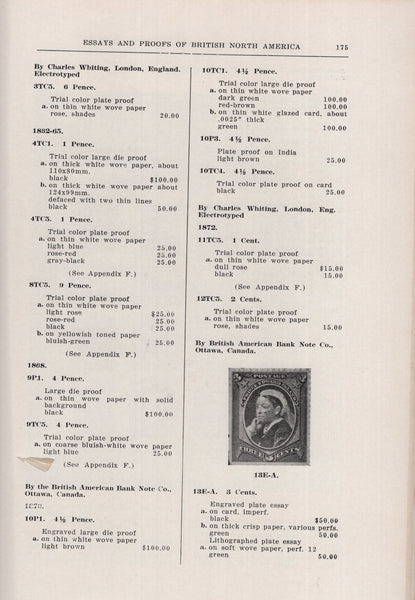 ESSAYS AND PROOFS OF BRITISH NORTH AMERICA 175
By Charles Whiting, London, England.
Electrotyped
3TC5. 6 Pence.
Trial color plate proof
a. on thin white wove paper
rose, shades 20.00
1862-65.
4TC1. 1 Penny.
Trial color large die proof
a. on thick white wove paper, about
110x80mm.
black $100.00
b. on thick white wove paper about
124x99mm.
defaced with two thin lines
black 50.00
4TC5. 1 Penny.
Trial color plate proof
a. on thin white wove paper
light blue 25.00
rose-red 25.00
gray-black 25.00
(See Appendix F.)
8TC5. 9 Pence.
Trial color plate proof
a. on thin white wove paper
light rose $25.00
rose-red 25.00
black 25.00
b. on yellowish toned paper
bluish-green 25.00
(See Appendix F.)
1868.
9P1. 4 Pence.
Large die proof
a. on thin wove paper with solid
background
black $100.00
9TC5. 4 Pence.
Trial color plate proof
a. on coarse bluish-white wove paper
light blue 25.00
(See Appendix F.)
By the British American Bank Note Co.,
Ottawa, Canada.
1870.
10P1. 4½ Pence.
Engraved large die proof
a. on thin white wove paper
light brown $100.00
10TC1. 4½ Pence.
Trial color large die proof
a. on thin white wove paper
dark green 100.00
red-brown 100.00
b. on thin white glazed card, about
.0025" thick
green 100.00
10P3. 4½ Pence.
Plate proof on India
light brown 25.00
10TC4. 4½ Pence.
Trial color plate proof on card
black 25.00
By Charles Whiting, London, Eng.
Electrotyped
1872.
11TC5. 1 Cent.
Trial color plate proof
a. on thin white wove paper
dull rose $15.00
black 15.00
(See Appendix F.)
12TC5. 2 Cents.
Trial color plate proof
a. on thin white wove paper
rose, shades 15.00
By British American Bank Note Co.,
Ottawa, Canada.
3 POSTAGE 3
THREE 3 CENTS
13E-A.
13E-A. 3 Cents.
Engraved plate essay
a. on card, imperf.
black $50.00
b. on thick crisp paper, various perfs.
green 50.00
Lithographed plate essay
a. on soft wove paper, perf. 12
green 50.00